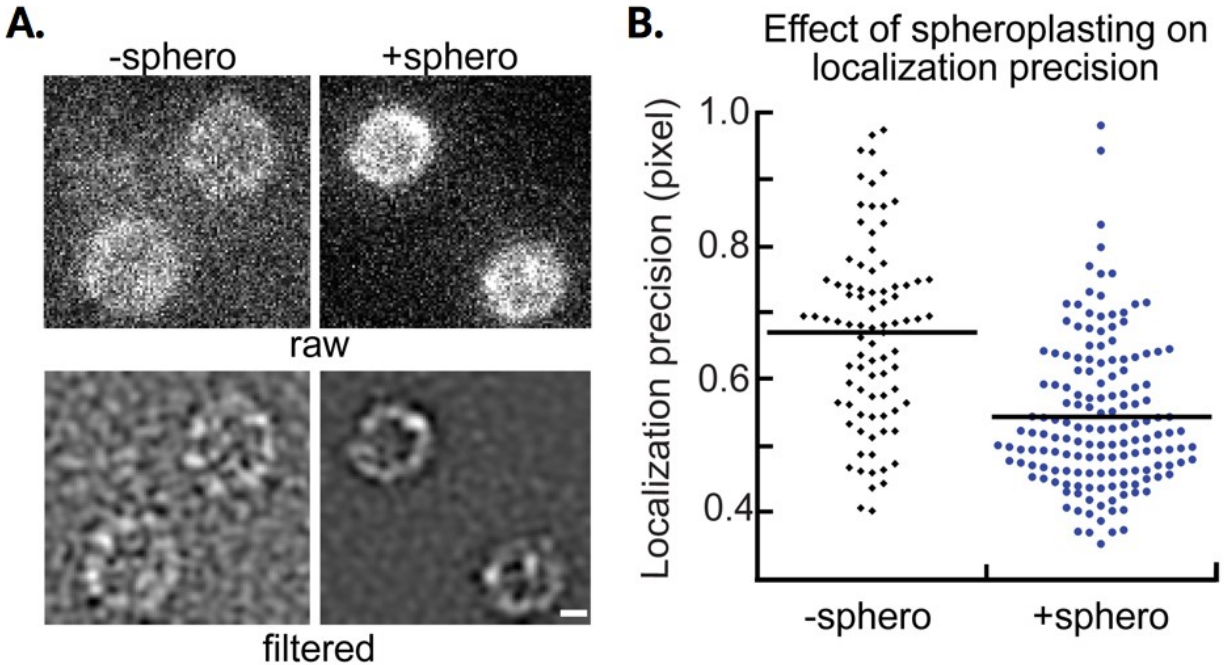 A.
-sphero
+sphero
raw
filtered
B.
Effect of spheroplasting on
localization precision
Localization precision (pixel)
1.0
0.8
0.6
0.4
-sphero
+sphero